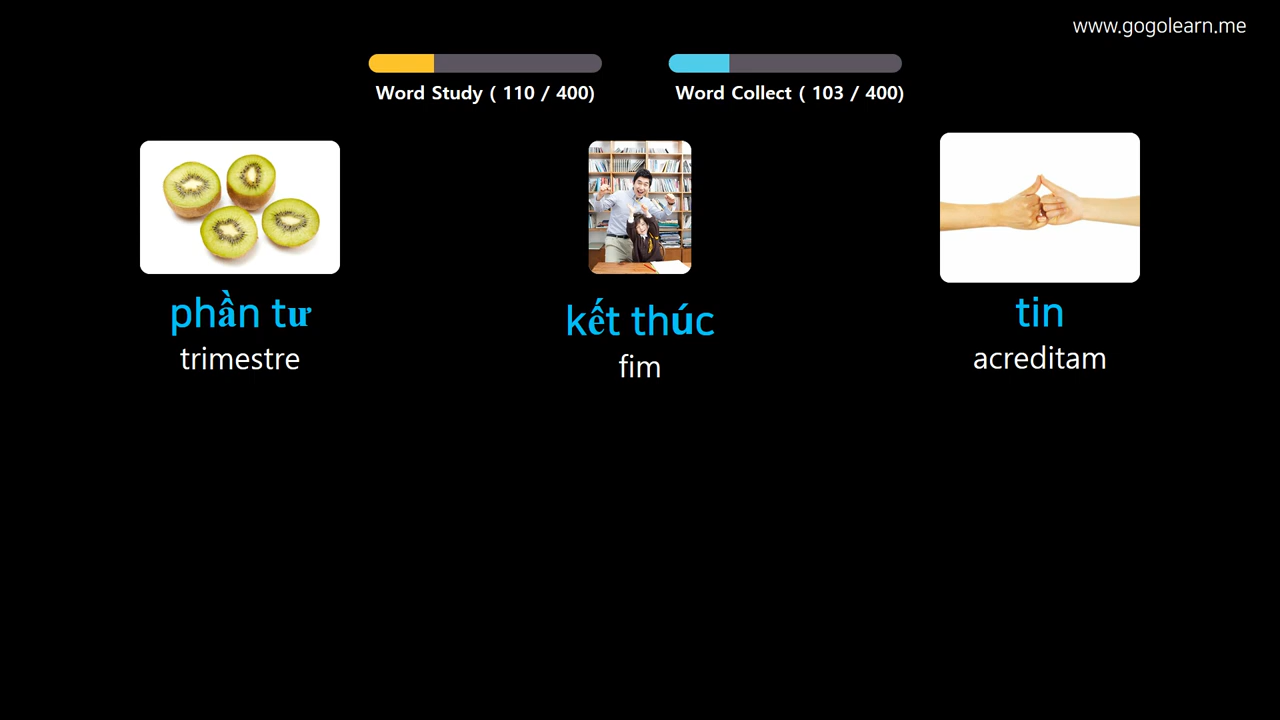 www.gogolearn.me
Word Study ( 110 / 400)
Word Collect ( 103 / 400)
phần tư
trimestre
kết thúc
fim
tin
acreditam